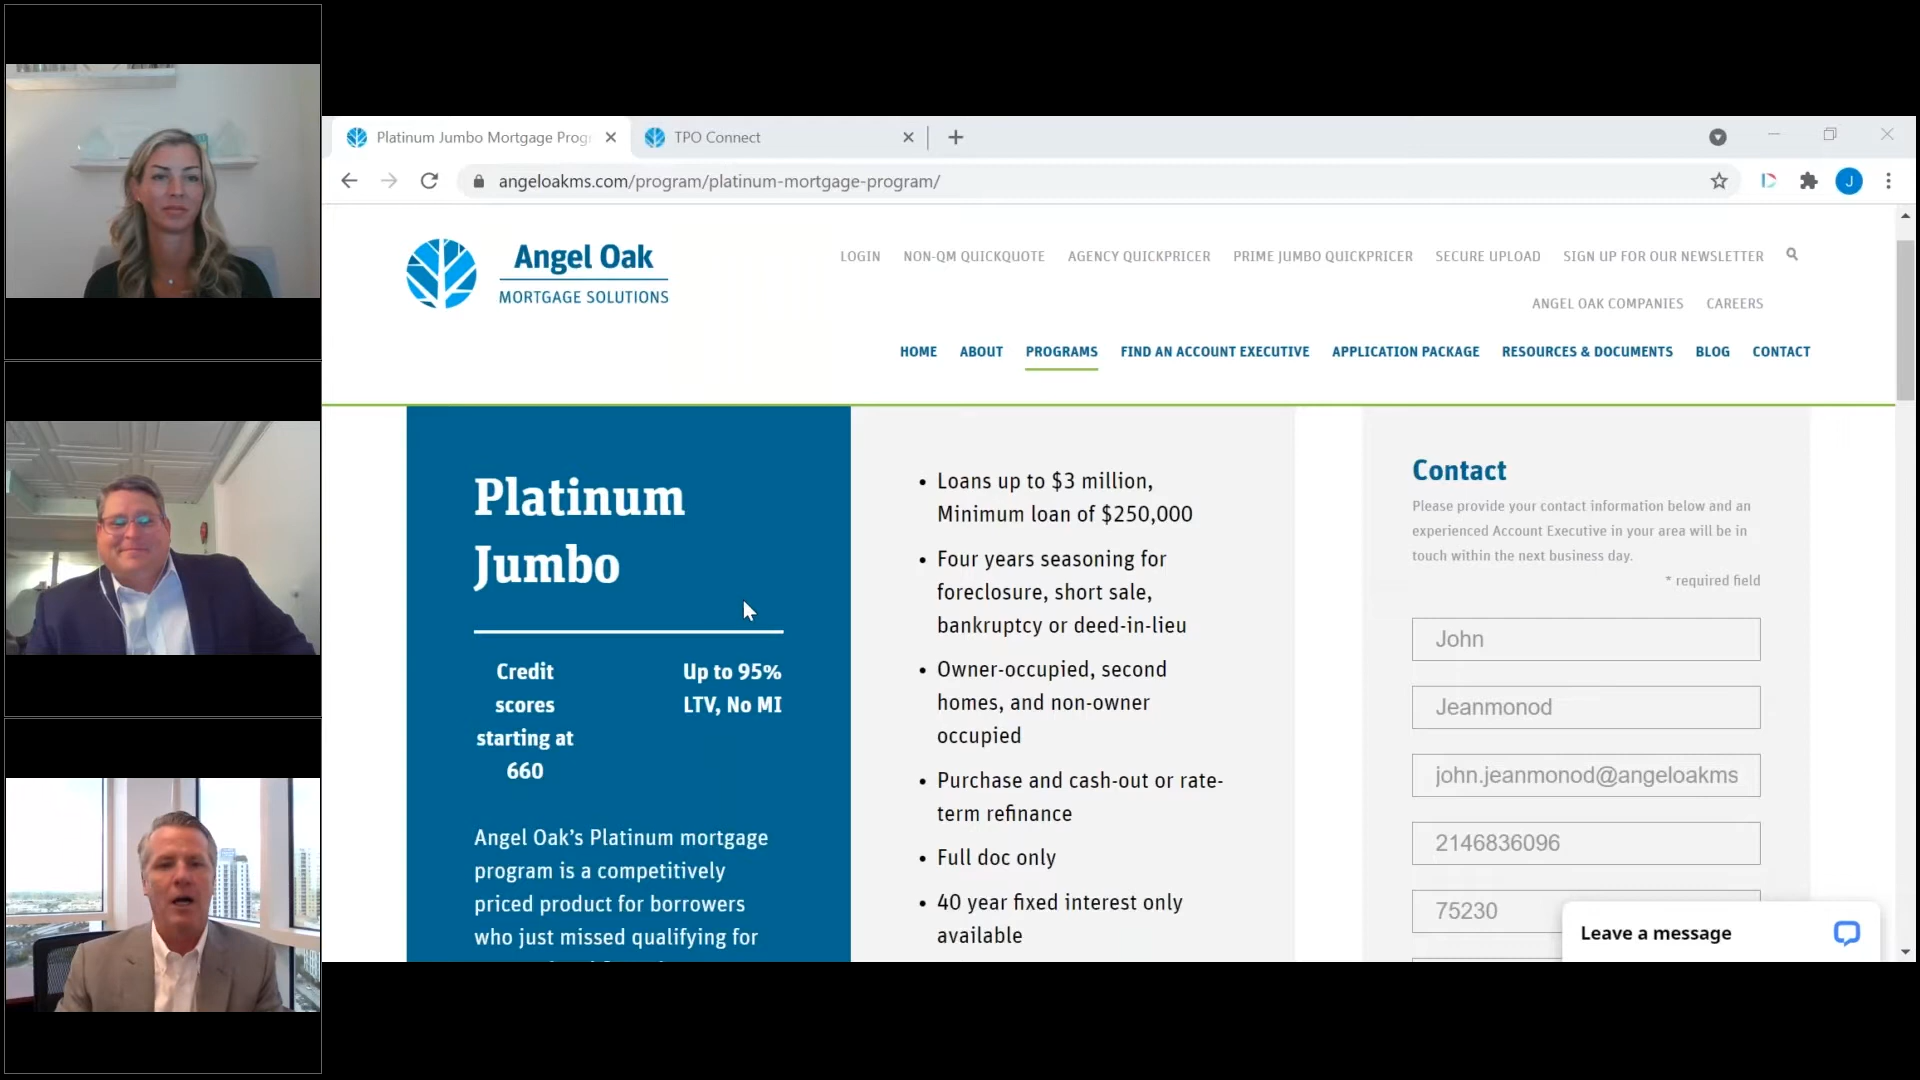 Platinum Jumbo Mortgage Prog
TPO Connect
angeloakms.com/program/platinum-mortgage-program/
J
Angel Oak
MORTGAGE SOLUTIONS
LOGIN NON-QM QUICKQUOTE AGENCY QUICKPRICER PRIME JUMBO QUICKPRICER SECURE UPLOAD SIGN UP FOR OUR NEWSLETTER
ANGEL OAK COMPANIES CAREERS
HOME ABOUT PROGRAMS FIND AN ACCOUNT EXECUTIVE APPLICATION PACKAGE RESOURCES & DOCUMENTS BLOG CONTACT
Platinum
Jumbo
Credit
scores
starting at
660
Up to 95%
LTV, No MI
Angel Oak's Platinum mortgage
program is a competitively
priced product for borrowers
who just missed qualifying for
• Loans up to $3 million,
Minimum loan of $250,000
• Four years seasoning for
foreclosure, short sale,
bankruptcy or deed-in-lieu
• Owner-occupied, second
homes, and non-owner
occupied
• Purchase and cash-out or rate-
term refinance
• Full doc only
• 40 year fixed interest only
available
Contact
Please provide your contact information below and an
experienced Account Executive in your area will be in
touch within the next business day.
* required field
John
Jeanmonod
john.jeanmonod@angeloakms
2146836096
75230
Leave a message